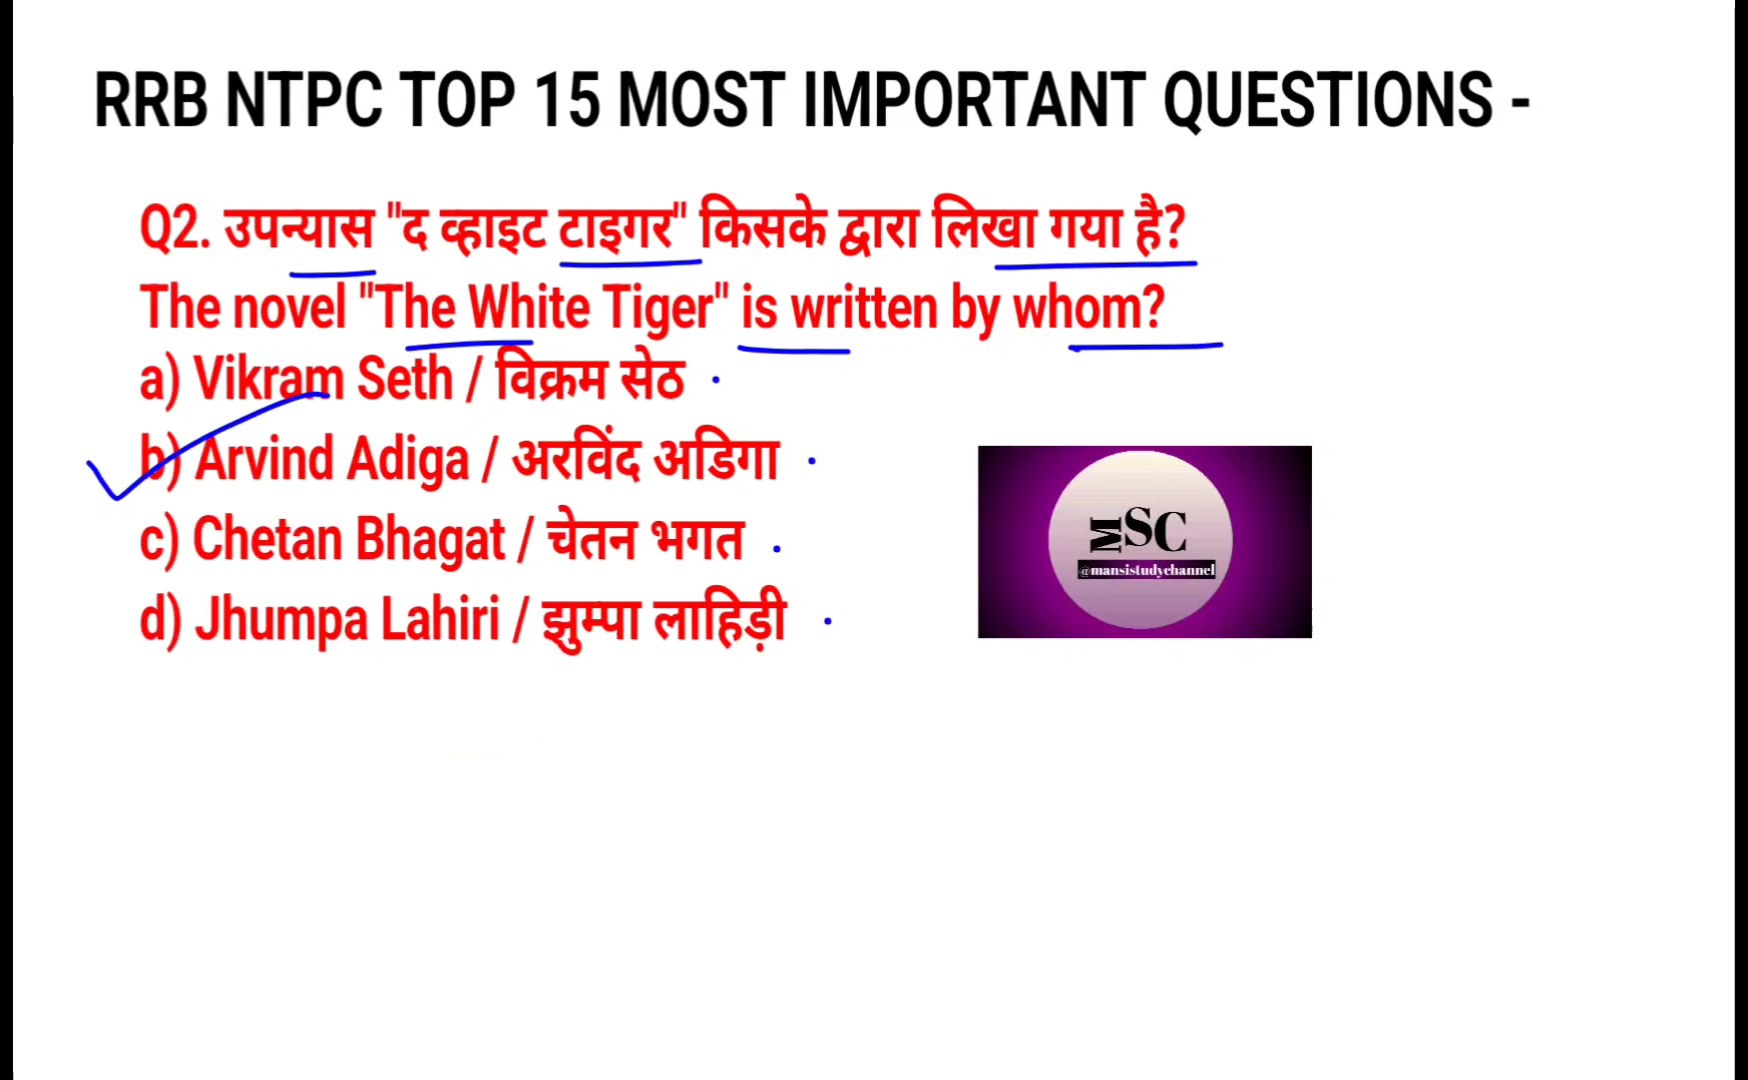 RRB NTPC TOP 15 MOST IMPORTANT QUESTIONS -
Q2. उपन्यास "द व्हाइट टाइगर" किसके द्वारा लिखा गया है?
The novel "The White Tiger" is written by whom?
a) Vikram Seth / विक्रम सेठ
b) Arvind Adiga / अरविंद अडिगा
c) Chetan Bhagat / चेतन भगत
d) Jhumpa Lahiri / झुम्पा लाहिड़ी
MSC
@mansistudychannel